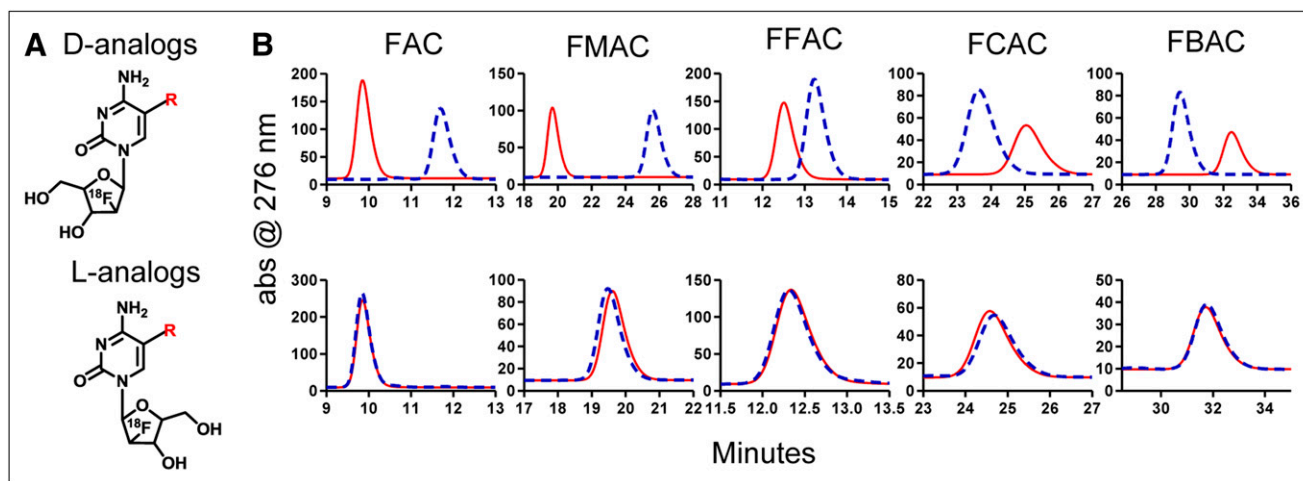 A
D-analogs
NH2
R
N
O
N
O
18F
HO
HO
L-analogs
NH2
R
N
O
N
O
18F
OH
OH
B
FAC FMAC FFAC FCAC FBAC
abs @ 276 nm
200
150
100
50
0
9 10 11 12 13
150
100
50
0
18 20 22 24 26 28
200
150
100
50
0
11 12 13 14 15
100
80
60
40
20
0
22 23 24 25 26 27
100
80
60
40
20
0
26 28 30 32 34 36
300
200
100
0
9 10 11 12 13
100
80
60
40
20
0
17 18 19 20 21 22
150
100
50
0
11.5 12.0 12.5 13.0 13.5
80
60
40
20
0
23 24 25 26 27
50
40
30
20
10
0
30 32 34
Minutes